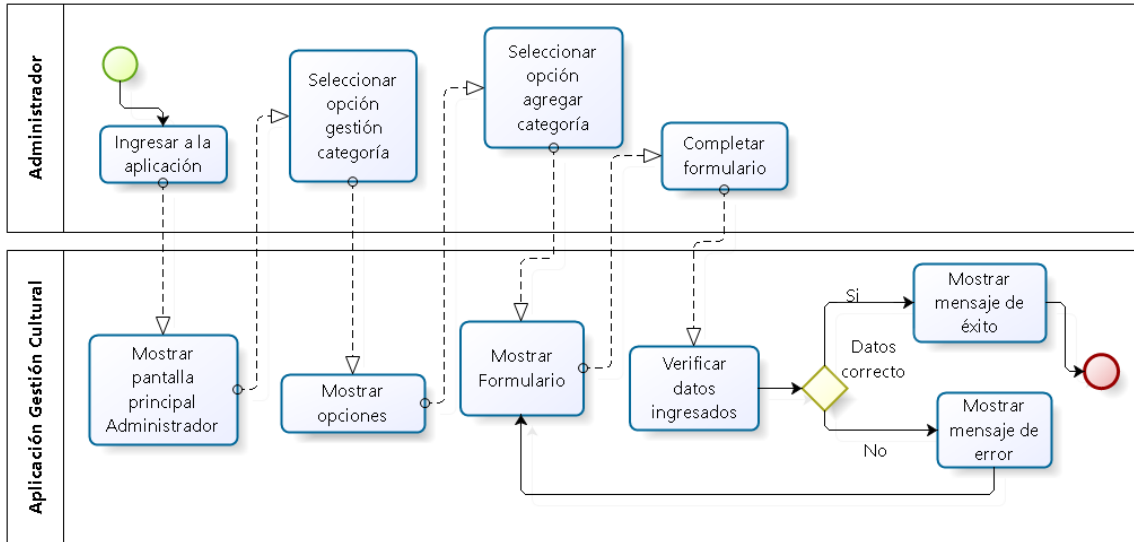 Administrador
Ingresar a la
aplicación
Seleccionar
opción
gestión
categoría
Seleccionar
opción
agregar
categoría
Completar
formulario
Aplicación Gestión Cultural
Mostrar
pantalla
principal
Administrador
Mostrar
opciones
Mostrar
Formulario
Verificar
datos
ingresados
Datos
correcto
Si
Mostrar
mensaje de
éxito
No
Mostrar
mensaje de
error